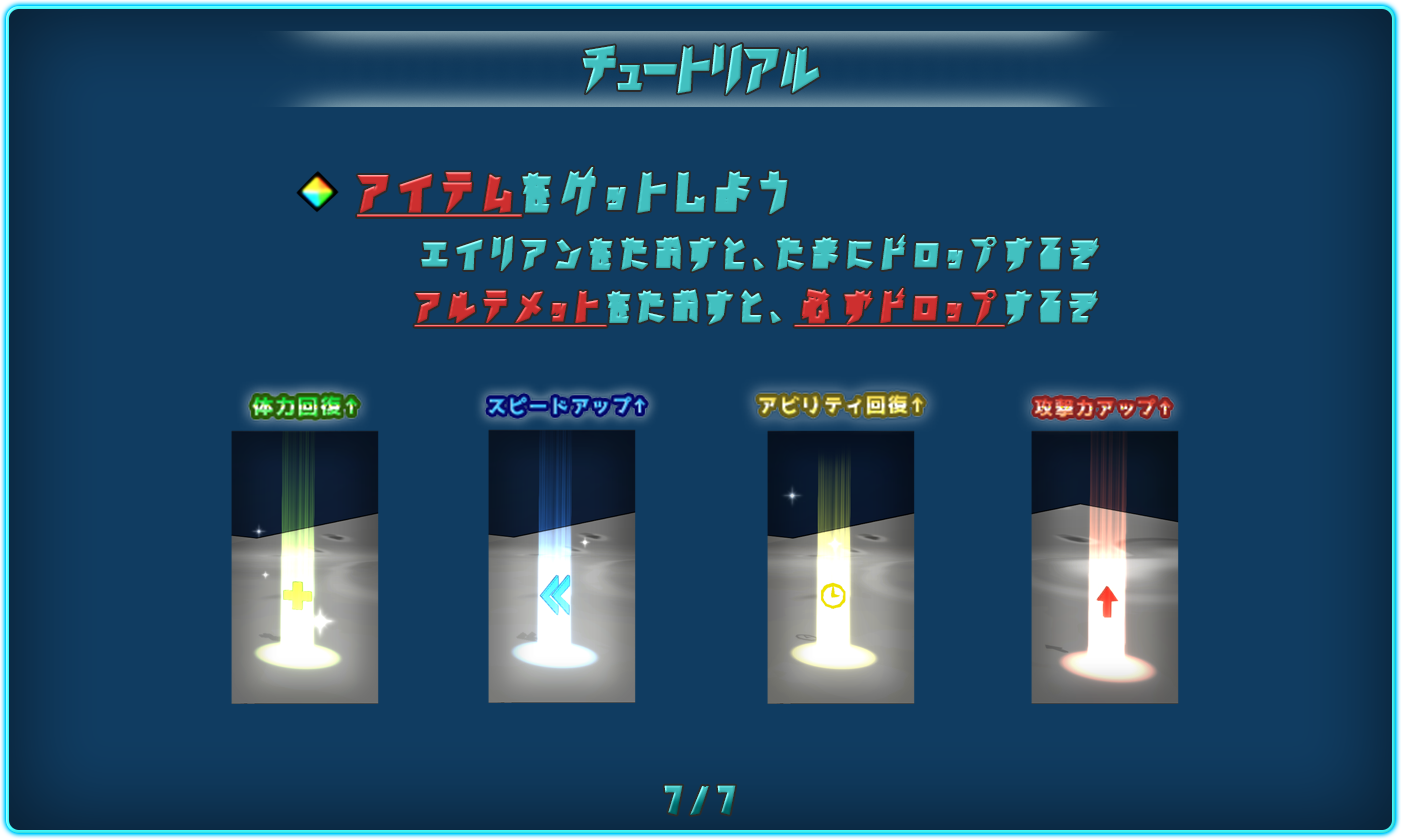 チュートリアル
アイテムをゲットしよう
エイリアンをたおすと、たまにドロップするぞ
アルテメットをたおすと、必ずドロップするぞ
体力回復↑ スピードアップ↑ アビリティ回復↑ 攻撃力アップ↑
7/7